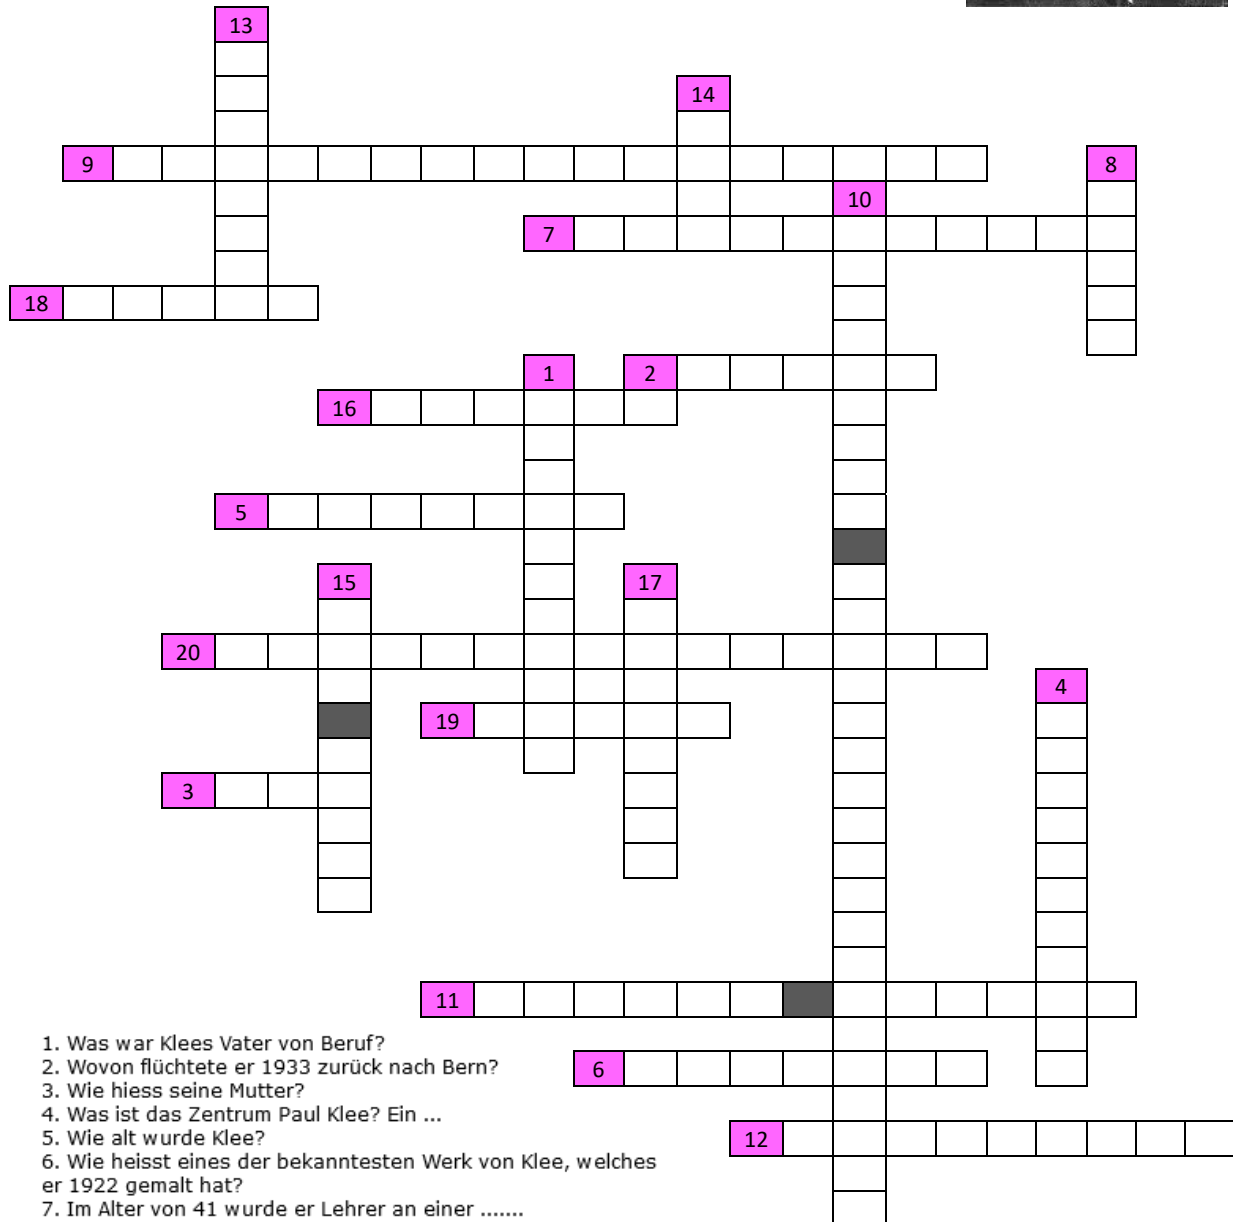 13
14
9
8
10
7
18
1
2
16
5
15
17
20
4
19
3
11
1. Was war Klees Vater von Beruf?
2. Wovon flüchtete er 1933 zurück nach Bern?
6
3. Wie hiess seine Mutter?
4. Was ist das Zentrum Paul Klee? Ein ...
5. Wie alt wurde Klee?
12
6. Wie heisst eines der bekanntesten Werk von Klee, welches
er 1922 gemalt hat?
7. Im Alter von 41 wurde er Lehrer an einer .......